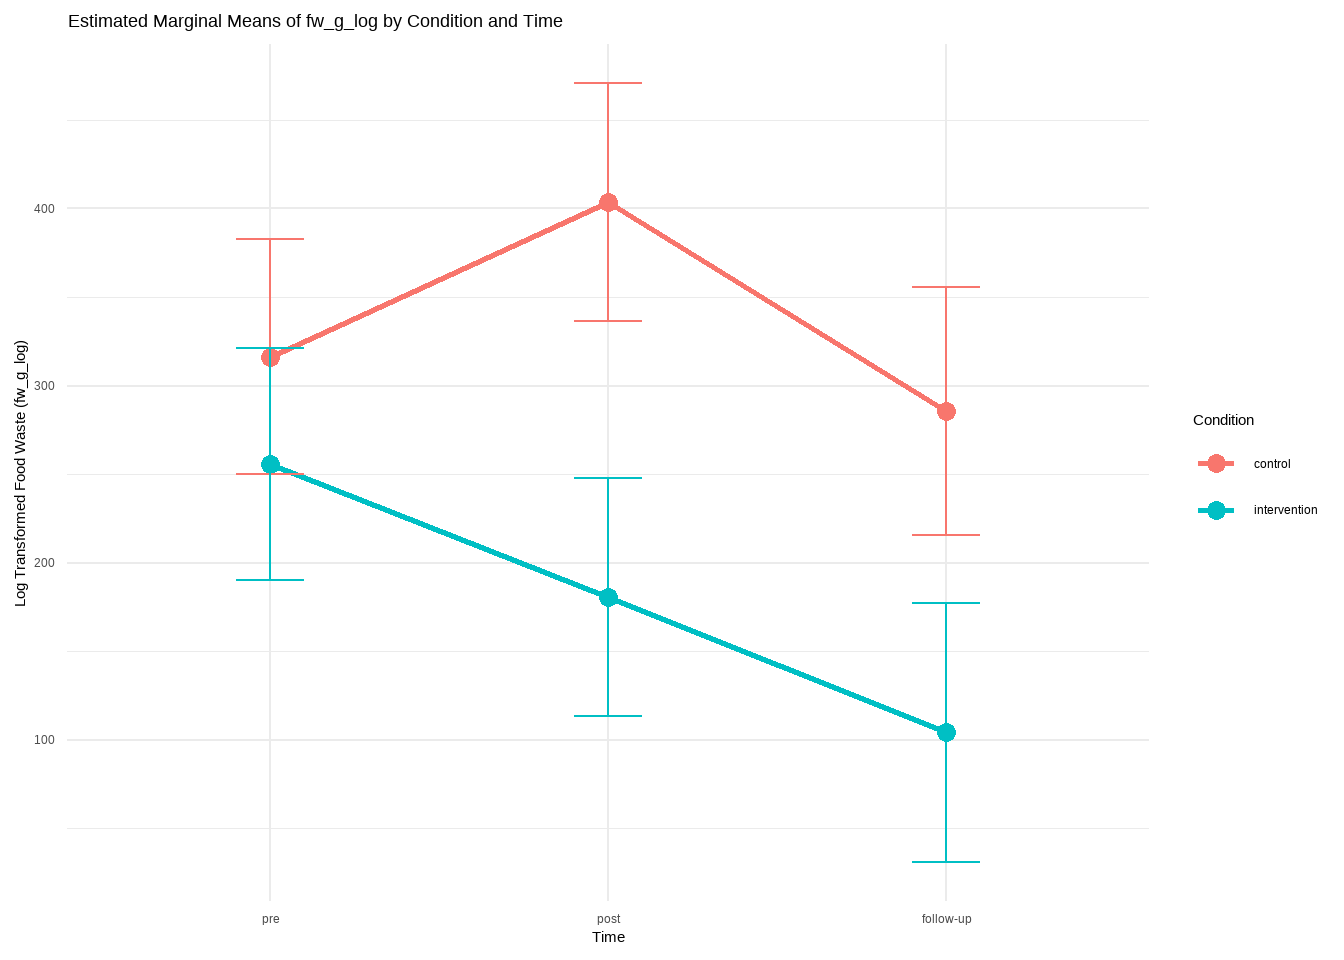 Estimated Marginal Means of fw_g_log by Condition and Time
Log Transformed Food Waste (fw_g_log)
400
300
200
100
pre
post
follow-up
Time
Condition
control
intervention